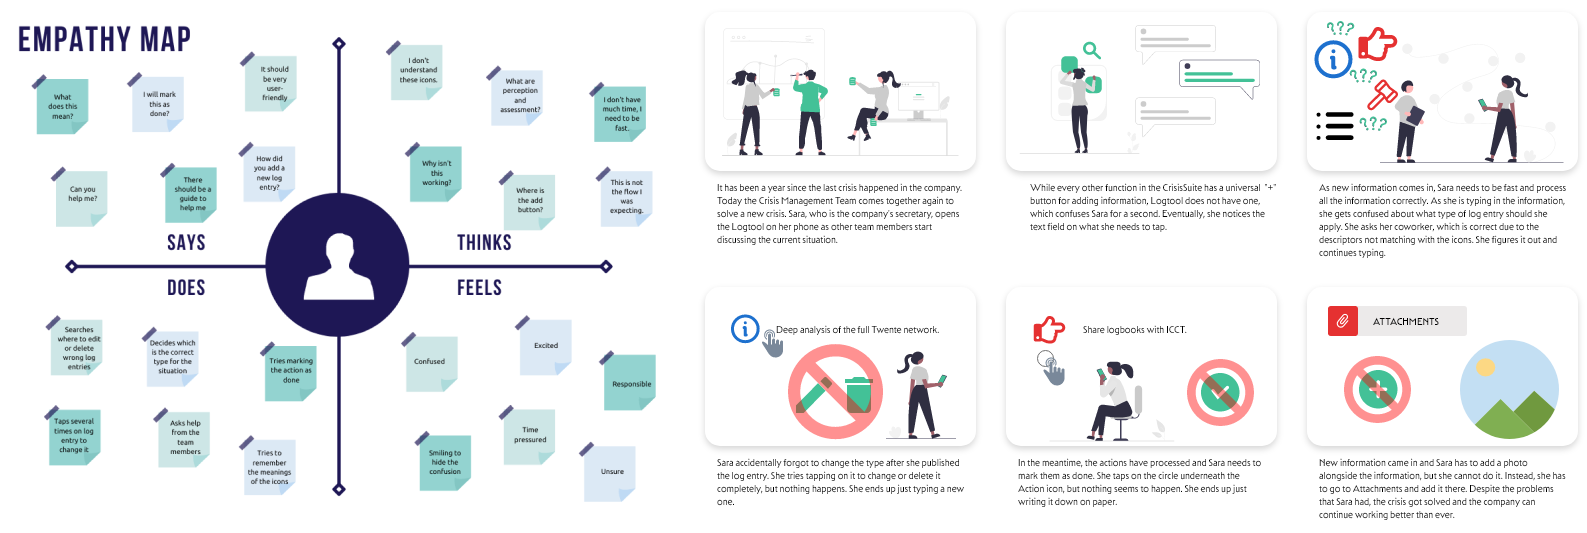 EMPATHY MAP
What
does this
mean?
I will mark
this as
done?
It should
be very
user-
friendly
Can you
help me?
There
should be a
guide to
help me
How did
you add a
new log
entry?
SAYS
I don't
understand
these icons.
What are
perception
and
assessment?
I don't have
much time, I
need to be
fast.
Why isn't
this
working?
Where is
the add
button?
This is not
the flow I
was
expecting.
THINKS
DOES
Searches
where to edit
or delete
wrong log
entries
Decides which
is the correct
type for the
situation
Tries marking
the action as
done
Taps several
times on log
entry to
change it
Asks help
from the
team
members
Tries to
remember
the meanings
of the icons
FEELS
Confused
Excited
Responsible
Smiling to
hide the
confusion
Time
pressured
Unsure
It has been a year since the last crisis happened in the company.
Today the Crisis Management Team comes together again to
solve a new crisis. Sara, who is the company's secretary, opens
the Logtool on her phone as other team members start
discussing the current situation.
While every other function in the CrisisSuite has a universal "+"
button for adding information, Logtool does not have one,
which confuses Sara for a second. Eventually, she notices the
text field on what she needs to tap.
???
i
???
???
As new information comes in, Sara needs to be fast and process
all the information correctly. As she is typing in the information,
she gets confused about what type of log entry should she
apply. She asks her coworker, which is correct due to the
descriptors not matching with the icons. She figures it out and
continues typing.
i
Deep analysis of the full Twente network.
Sara accidentally forgot to change the type after she published
the log entry. She tries tapping on it to change or delete it
completely, but nothing happens. She ends up just typing a new
one.
Share logbooks with ICCT.
In the meantime, the actions have processed and Sara needs to
mark them as done. She taps on the circle underneath the
Action icon, but nothing seems to happen. She ends up just
writing it down on paper.
ATTACHMENTS
New information came in and Sara has to add a photo
alongside the information, but she cannot do it. Instead, she has
to go to Attachments and add it there. Despite the problems
that Sara had, the crisis got solved and the company can
continue working better than ever.